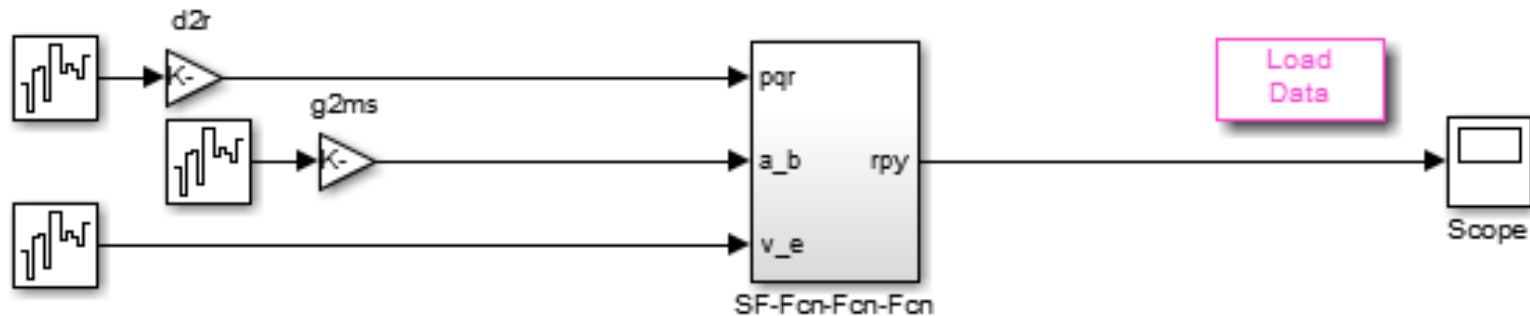 d2r
K-
pqr
Load
Data
g2ms
K-
a_b
rpy
v_e
Scope
SF-Fcn-Fcn-Fcn